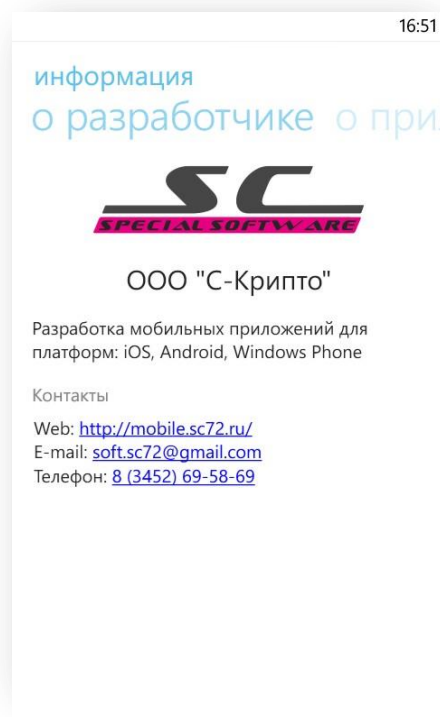 16:51
информация
о разработчике о при
SC
SPECIAL SOFTWARE
ООО "С-Крипто"
Разработка мобильных приложений для
платформ: iOS, Android, Windows Phone
Контакты
Web: http://mobile.sc72.ru/
E-mail: soft.sc72@gmail.com
Телефон: 8 (3452) 69-58-69